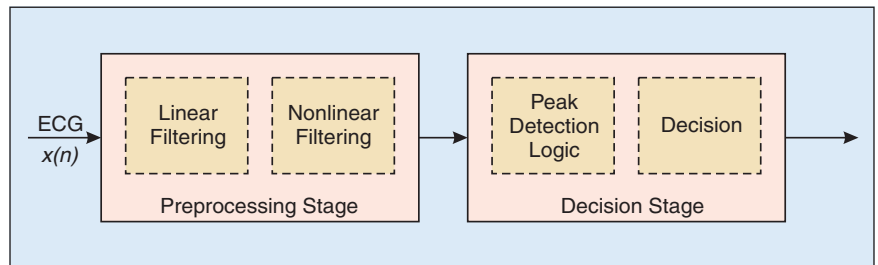 ECG
x(n)
Linear
Filtering
Nonlinear
Filtering
Preprocessing Stage
Peak
Detection
Logic
Decision
Decision Stage